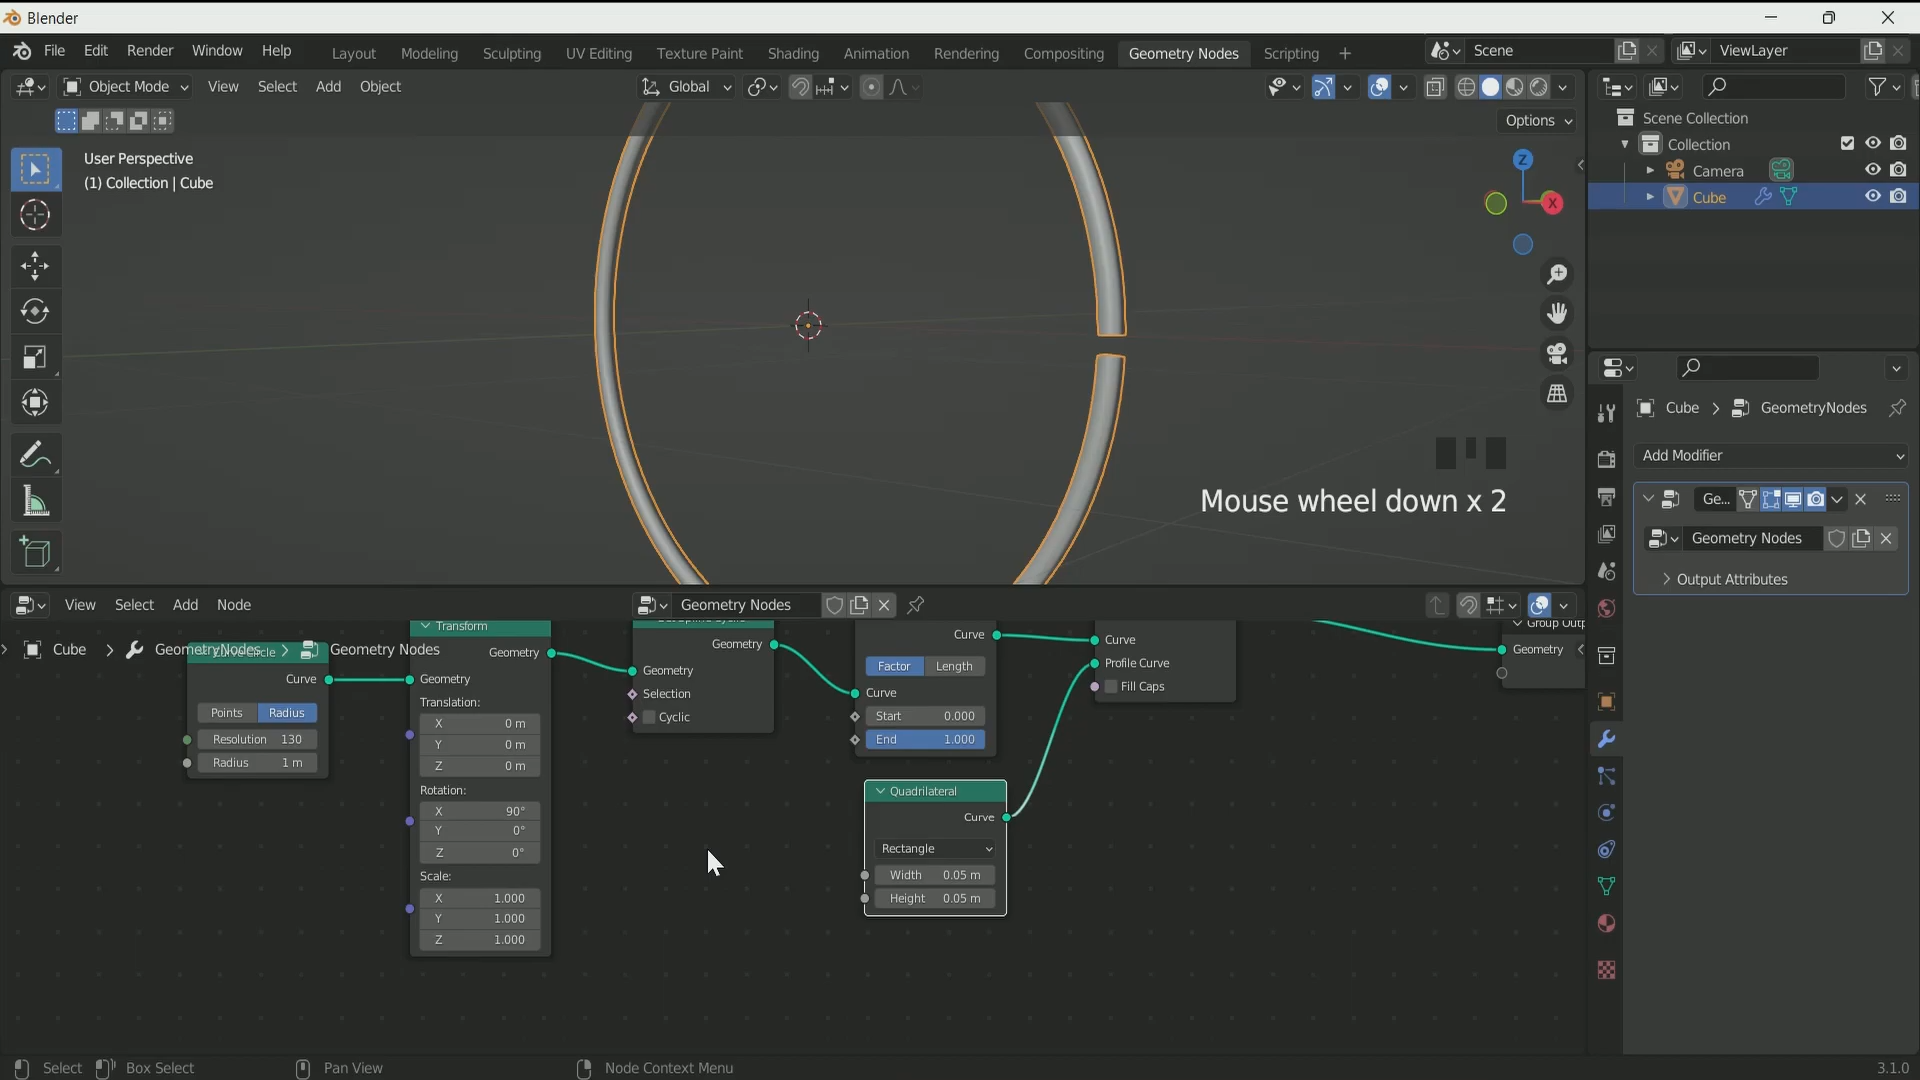 Blender
File Edit Render Window Help
Layout Modeling Sculpting UV Editing Texture Paint Shading Animation Rendering Compositing Geometry Nodes Scripting +
Scene
ViewLayer
Object Mode View Select Add Object
Global
Options
User Perspective
(1) Collection | Cube
Z
X
Mouse wheel down x 2
Scene Collection
Collection
Camera
Cube
Cube > GeometryNodes
Add Modifier
Ge...
Geometry Nodes
> Output Attributes
View Select Add Node
Geometry Nodes
Cube > GeometryNodes > Geometry Nodes
Curve Circle
Curve
Points Radius
Resolution 130
Radius 1 m
Transform
Geometry
Geometry
Translation:
X 0 m
Y 0 m
Z 0 m
Rotation:
X 90°
Y 0°
Z 0°
Scale:
X 1.000
Y 1.000
Z 1.000
Geometry
Geometry
Selection
Cyclic
Curve
Factor Length
Curve
Start 0.000
End 1.000
Quadrilateral
Curve
Rectangle
Width 0.05 m
Height 0.05 m
Curve
Profile Curve
Fill Caps
Group Outp
Geometry
Select Box Select Pan View Node Context Menu
3.1.0